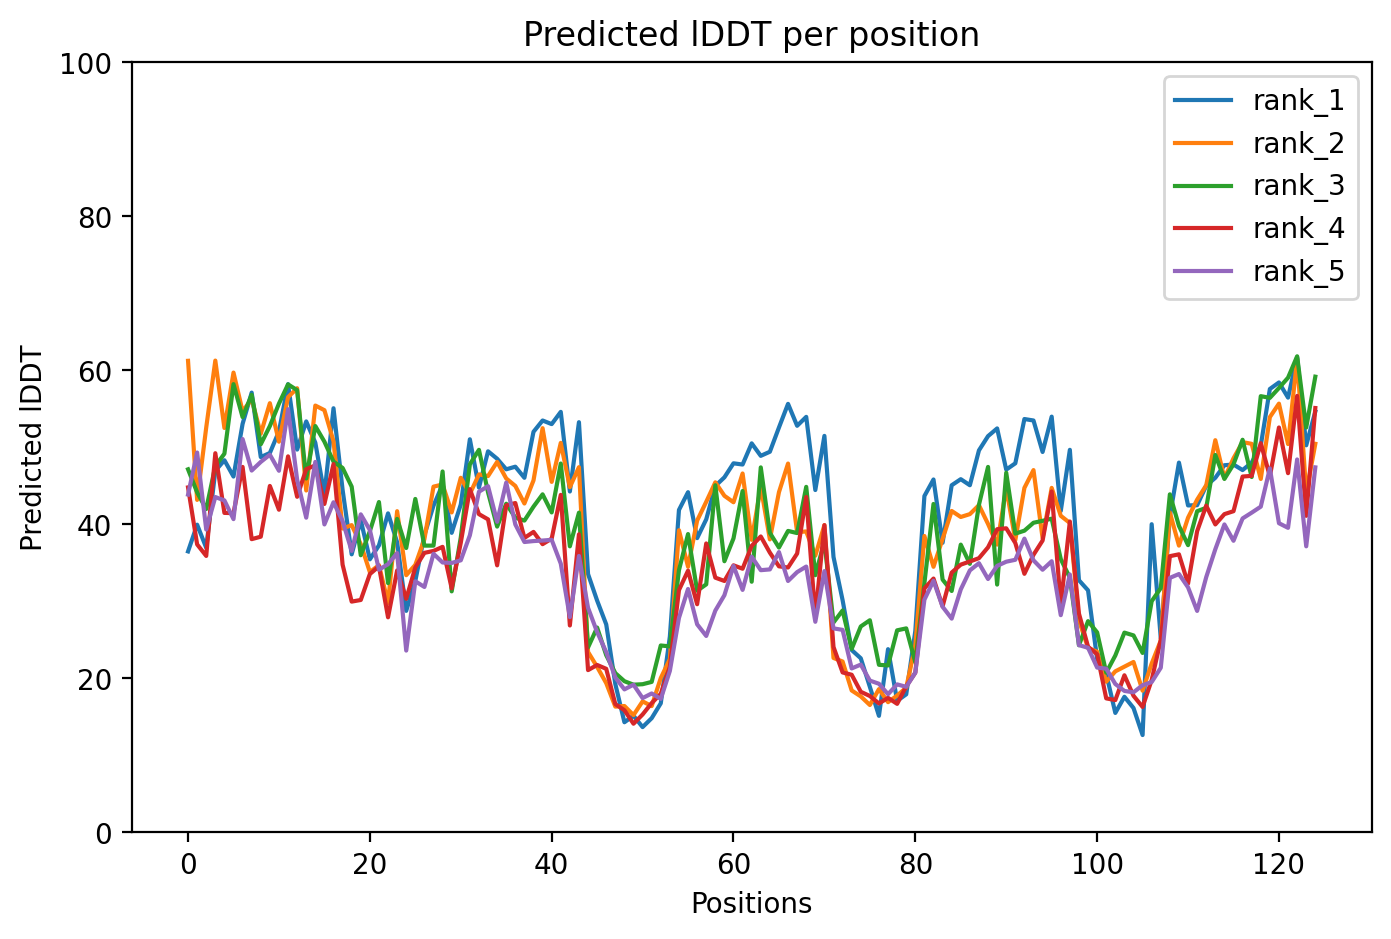 Predicted lDDT per position
100
80
60
40
20
0
Predicted lDDT
0 20 40 60 80 100 120
Positions
rank_1
rank_2
rank_3
rank_4
rank_5